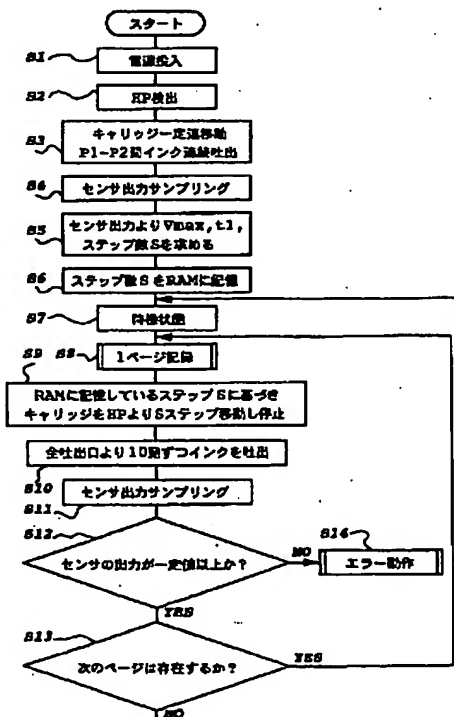 スタート
S1
電源投入
S2
HP検出
S3
キャリッジ一定速移動
P1~P2間インク連続吐出
S4
センサ出力サンプリング
S5
センサ出力よりVmax,t1,
ステップ数Sを求める
S6
ステップ数SをRAMに記憶
S7
待機状態
S9 S8
1ページ記録
RAMに記憶しているステップSに基づき
キャリッジをHPよりSステップ移動し停止
全社出口より10発ずつインクを吐出
S10
S11
センサ出力サンプリング
S12
センサの出力が一定値以上か?
NO
S14
エラー動作
YES
S13
次のページは存在するか?
YES
NO